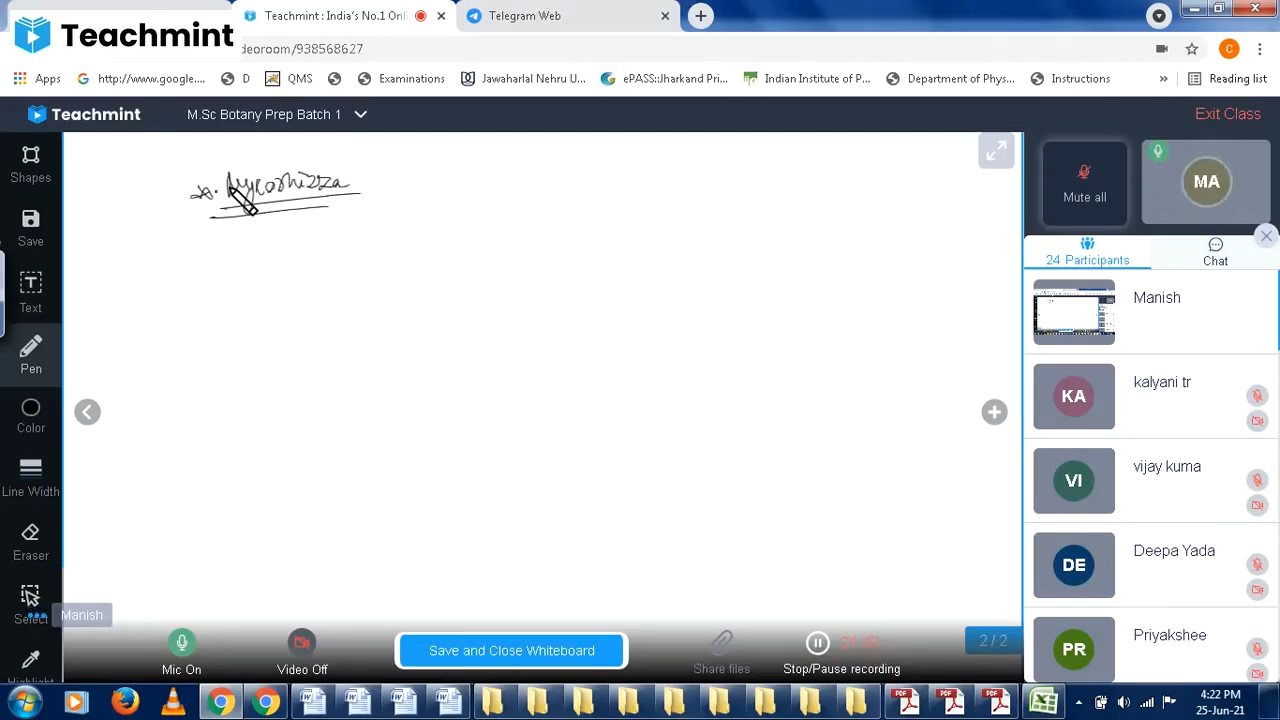 Teachmint
Teachmint : India's No.1 Onl
Telegram Web
deoroom/938568627
C
Apps
http://www.google....
D
QMS
Examinations
Jawaharlal Nehru U...
ePASS::Jharkand Pri...
Indian Institute of P...
Department of Phys...
Instructions
»
Reading list
Teachmint
M.Sc Botany Prep Batch 1
Exit Class
Shapes
Save
Text
Pen
Color
Line Width
Eraser
Select
Mycorhizza
Mute all
MA
24 Participants
Chat
Manish
KA
kalyani tr
VI
vijay kuma
DE
Deepa Yada
PR
Priyakshee
Manish
Mic On
Video Off
Save and Close Whiteboard
Share files
Stop/Pause recording
2 / 2
4:22 PM
25-Jun-21